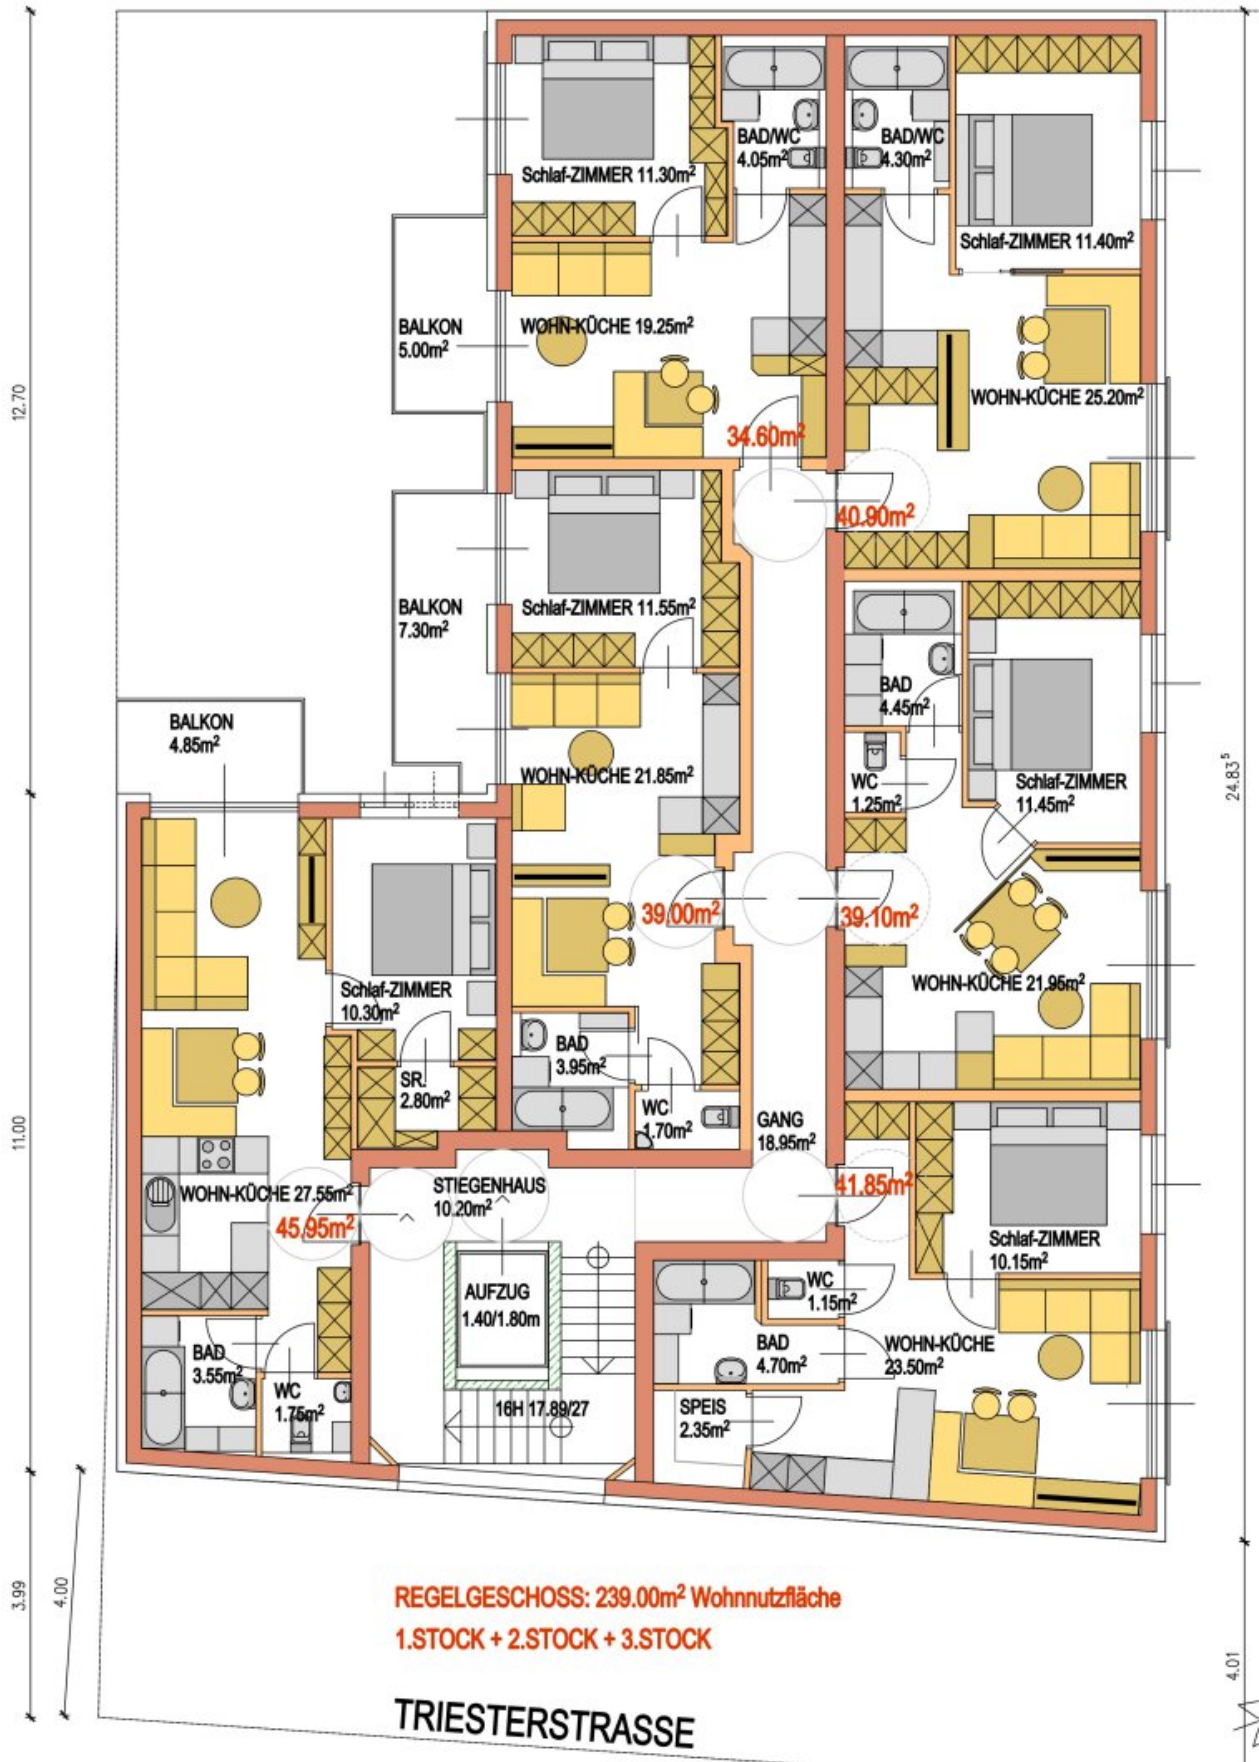 BAD/WC
4.05m²
BAD/WC
4.30m²
Schlaf-ZIMMER 11.30m²
Schlaf-ZIMMER 11.40m²
BALKON
5.00m²
WOHN-KÜCHE 19.25m²
12.70
WOHN-KÜCHE 25.20m²
34.60m²
40.90m²
BALKON
7.30m²
Schlaf-ZIMMER 11.55m²
BAD
4.45m²
BALKON
4.85m²
WOHN-KÜCHE 21.85m²
WC
1.25m²
Schlaf-ZIMMER
11.45m²
24.83⁵
39.00m²
39.10m²
Schlaf-ZIMMER
10.30m²
WOHN-KÜCHE 21.95m²
BAD
3.95m²
SR.
2.80m²
WC
1.70m²
GANG
18.95m²
11.00
WOHN-KÜCHE 27.55m²
STIEGENHAUS
10.20m²
41.85m²
45.95m²
Schlaf-ZIMMER
10.15m²
AUFZUG
1.40/1.80m
WC
1.15m²
BAD
3.55m²
BAD
4.70m²
WOHN-KÜCHE
23.50m²
WC
1.75m²
16H 17.89/27
SPEIS
2.35m²
3.99
4.00
REGELGESCHOSS: 239.00m² Wohnnutzfläche
1.STOCK + 2.STOCK + 3.STOCK
4.01
TRIESTERSTRASSE